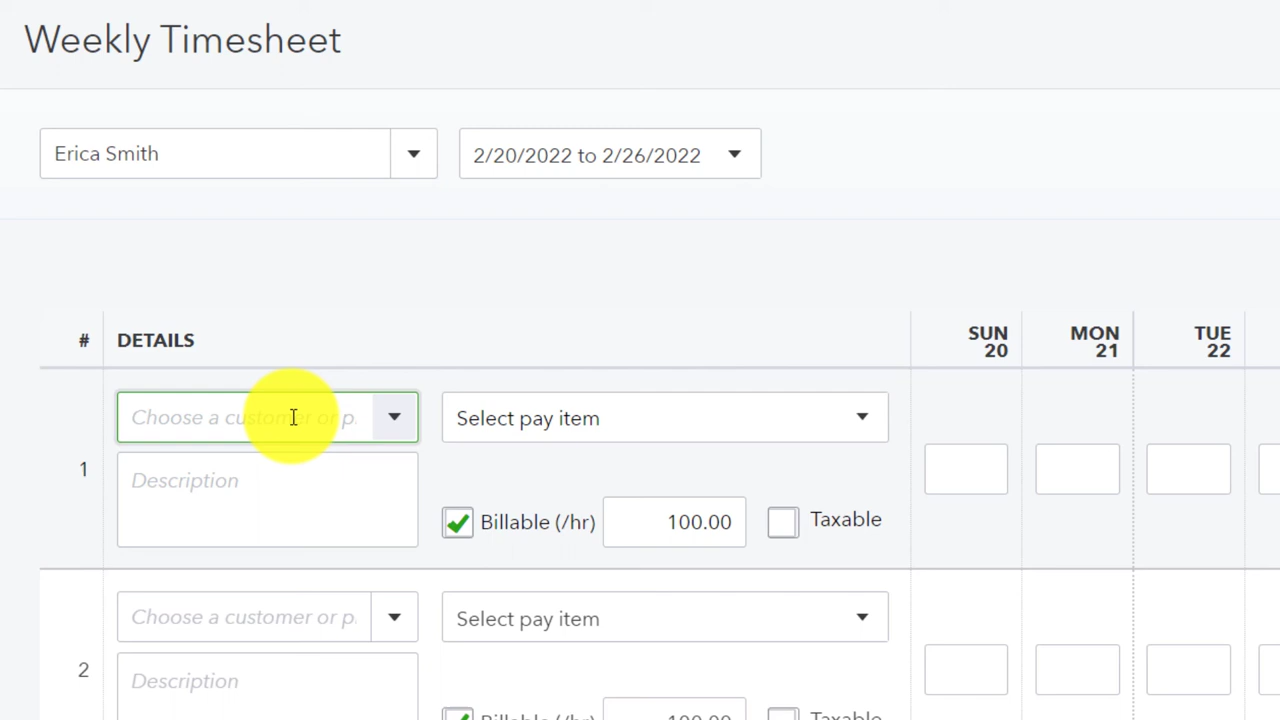 Weekly Timesheet
Erica Smith
2/20/2022 to 2/26/2022
# DETAILS SUN 20 MON 21 TUE 22
Choose a customer or p.
Select pay item
1
Description
Billable (/hr) 100.00 Taxable
Choose a customer or p.
Select pay item
2
Description
Billable (/hr) 100.00 Taxable